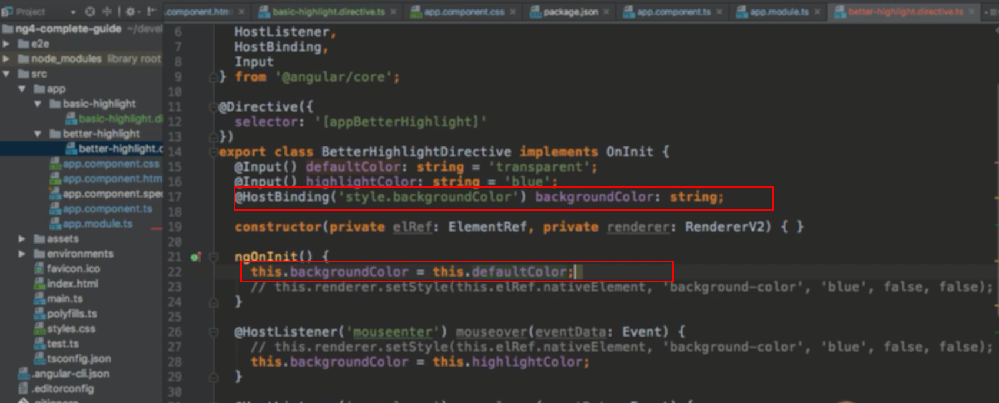 Project
.component.html
basic-highlight.directive.ts
app.component.css
package.json
app.component.ts
app.module.ts
better-highlight.directive.ts
ng4-complete-guide ~/devel
e2e
node_modules library root
src
app
basic-highlight
basic-highlight.di
better-highlight
better-highlight.d
app.component.css
app.component.htm
app.component.spec
app.component.ts
app.module.ts
assets
environments
favicon.ico
index.html
main.ts
polyfills.ts
styles.css
test.ts
tsconfig.json
.angular-cli.json
.editorconfig
.gitignore
6 HostListener,
7 HostBinding,
8 Input
9 } from '@angular/core';
10
11 @Directive({
12 selector: '[appBetterHighlight]'
13 })
14 export class BetterHighlightDirective implements OnInit {
15 @Input() defaultColor: string = 'transparent';
16 @Input() highlightColor: string = 'blue';
17 @HostBinding('style.backgroundColor') backgroundColor: string;
18
19 constructor(private elRef: ElementRef, private renderer: RendererV2) { }
20
21 ngOnInit() {
22 this.backgroundColor = this.defaultColor;
23 // this.renderer.setStyle(this.elRef.nativeElement, 'background-color', 'blue', false, false);
24 }
25
26 @HostListener('mouseenter') mouseover(eventData: Event) {
27 // this.renderer.setStyle(this.elRef.nativeElement, 'background-color', 'blue', false, false);
28 this.backgroundColor = this.highlightColor;
29 }
30